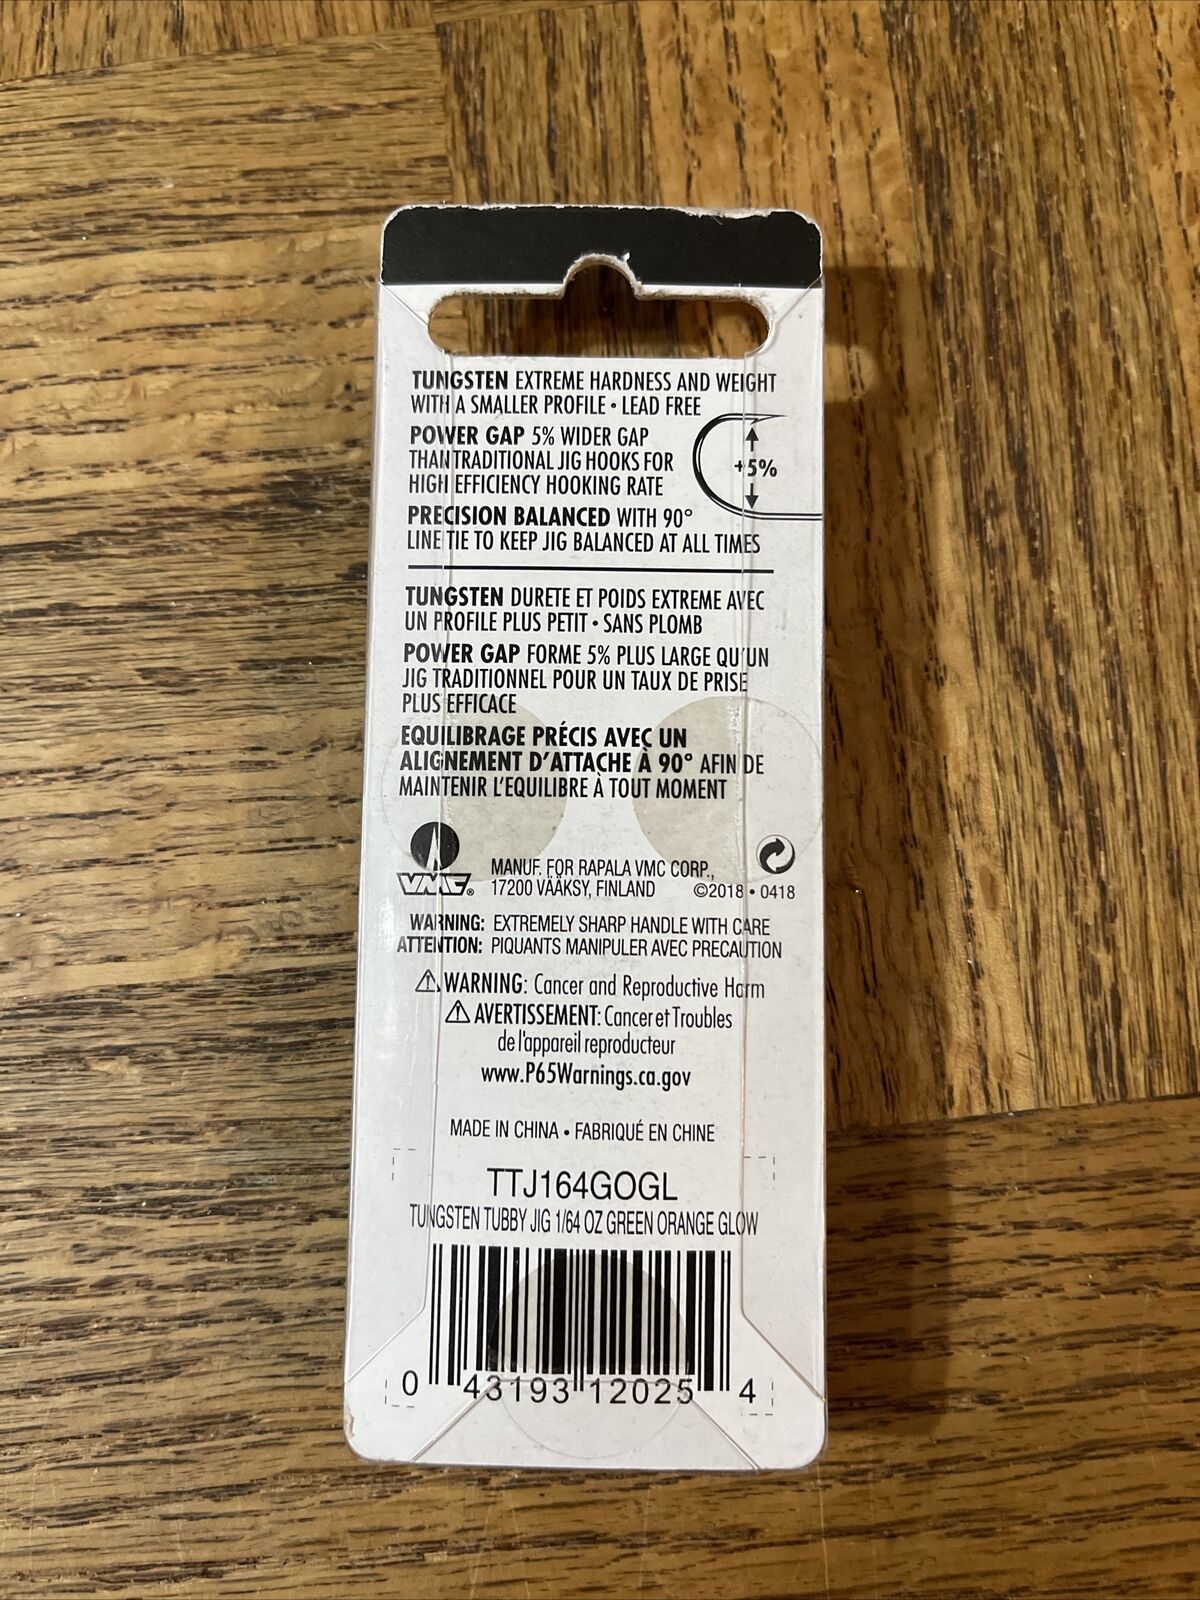 TUNGSTEN EXTREME HARDNESS AND WEIGHT
WITH A SMALLER PROFILE • LEAD FREE
POWER GAP 5% WIDER GAP
THAN TRADITIONAL JIG HOOKS FOR
HIGH EFFICIENCY HOOKING RATE
+5%
PRECISION BALANCED WITH 90°
LINE TIE TO KEEP JIG BALANCED AT ALL TIMES
TUNGSTEN DURETE ET POIDS EXTREME AVEC
UN PROFILE PLUS PETIT • SANS PLOMB
POWER GAP FORME 5% PLUS LARGE QU'UN
JIG TRADITIONNEL POUR UN TAUX DE PRISE
PLUS EFFICACE
EQUILIBRAGE PRÉCIS AVEC UN
ALIGNEMENT D'ATTACHE À 90° AFIN DE
MAINTENIR L'EQUILIBRE À TOUT MOMENT
VMC®
MANUF. FOR RAPALA VMC CORP.,
17200 VÄÄKSY, FINLAND ©2018 • 0418
WARNING: EXTREMELY SHARP HANDLE WITH CARE
ATTENTION: PIQUANTS MANIPULER AVEC PRECAUTION
⚠WARNING: Cancer and Reproductive Harm
⚠ AVERTISSEMENT: Cancer et Troubles
de l'appareil reproducteur
www.P65Warnings.ca.gov
MADE IN CHINA • FABRIQUÉ EN CHINE
TTJ164GOGL
TUNGSTEN TUBBY JIG 1/64 OZ GREEN ORANGE GLOW
0 43193 12025 4